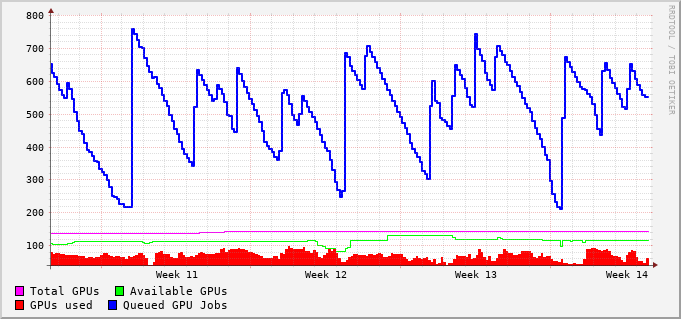 800
700
600
500
400
300
200
100
Week 11 Week 12 Week 13 Week 14
Total GPUs Available GPUs
GPUs used Queued GPU Jobs
RRDTOOL / TOBI OETIKER